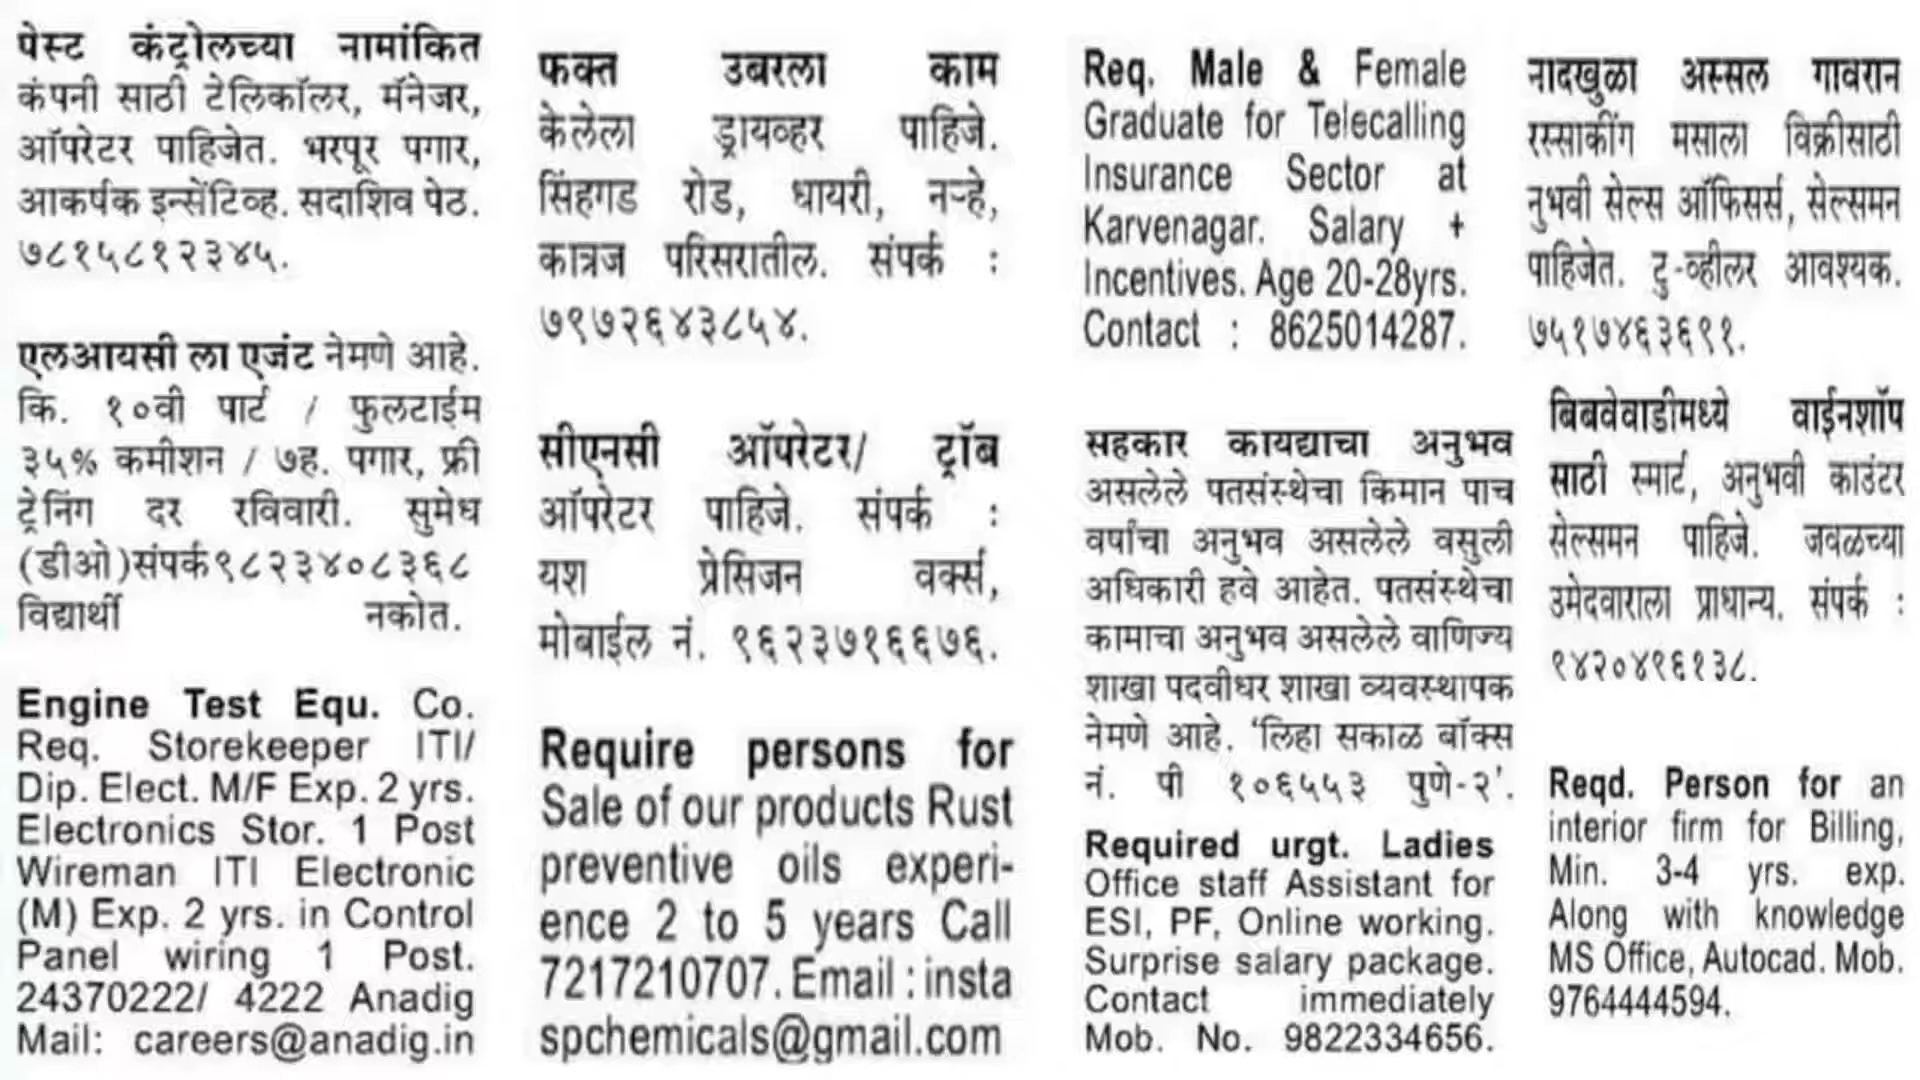 पेस्ट कंट्रोलच्या नामांकित
कंपनी साठी टेलिकॉलर, मॅनेजर,
ऑपरेटर पाहिजेत. भरपूर पगार,
आकर्षक इन्सेंटिव्ह. सदाशिव पेठ.
७८१५८१२३४५.
एलआयसी ला एजंट नेमणे आहे.
कि. १०वी पार्ट / फुलटाईम
३५% कमीशन / ७ह. पगार, फ्री
ट्रेनिंग दर रविवारी. सुमेध
(डीओ)संपर्क९८२३४०८३६८
विद्यार्थी नकोत.
Engine Test Equ. Co.
Req. Storekeeper ITI/
Dip. Elect. M/F Exp. 2 yrs.
Electronics Stor. 1 Post
Wireman ITI Electronic
(M) Exp. 2 yrs. in Control
Panel wiring 1 Post.
24370222/ 4222 Anadig
Mail: careers@anadig.in
फक्त उबरला काम
केलेला ड्रायव्हर पाहिजे.
सिंहगड रोड, धायरी, नऱ्हे,
कात्रज परिसरातील. संपर्क :
७९७२६४३८५४.
सीएनसी ऑपरेटर/ ट्रॉब
ऑपरेटर पाहिजे. संपर्क :
यश प्रेसिजन वर्क्स,
मोबाईल नं. ९६२३७१६६७६.
Require persons for
Sale of our products Rust
preventive oils experi-
ence 2 to 5 years Call
7217210707. Email : insta
spchemicals@gmail.com
Req. Male & Female
Graduate for Telecalling
Insurance Sector at
Karvenagar. Salary +
Incentives. Age 20-28yrs.
Contact : 8625014287.
सहकार कायद्याचा अनुभव
असलेले पतसंस्थेचा किमान पाच
वर्षांचा अनुभव असलेले वसुली
अधिकारी हवे आहेत. पतसंस्थेचा
कामाचा अनुभव असलेले वाणिज्य
शाखा पदवीधर शाखा व्यवस्थापक
नेमणे आहे. ‘लिहा सकाळ बॉक्स
नं. पी १०६५५३ पुणे-२’.
Required urgt. Ladies
Office staff Assistant for
ESI, PF, Online working.
Surprise salary package.
Contact immediately
Mob. No. 9822334656.
नादखुळा अस्सल गावरान
रस्साकींग मसाला विक्रीसाठी
नुभवी सेल्स ऑफिसर्स, सेल्समन
पाहिजेत. टु-व्हीलर आवश्यक.
७५१७४६३६९१.
बिबवेवाडीमध्ये वाईनशॉप
साठी स्मार्ट, अनुभवी काउंटर
सेल्समन पाहिजे. जवळच्या
उमेदवाराला प्राधान्य. संपर्क :
९४२०४९६१३८.
Reqd. Person for an
interior firm for Billing,
Min. 3-4 yrs. exp.
Along with knowledge
MS Office, Autocad. Mob.
9764444594.